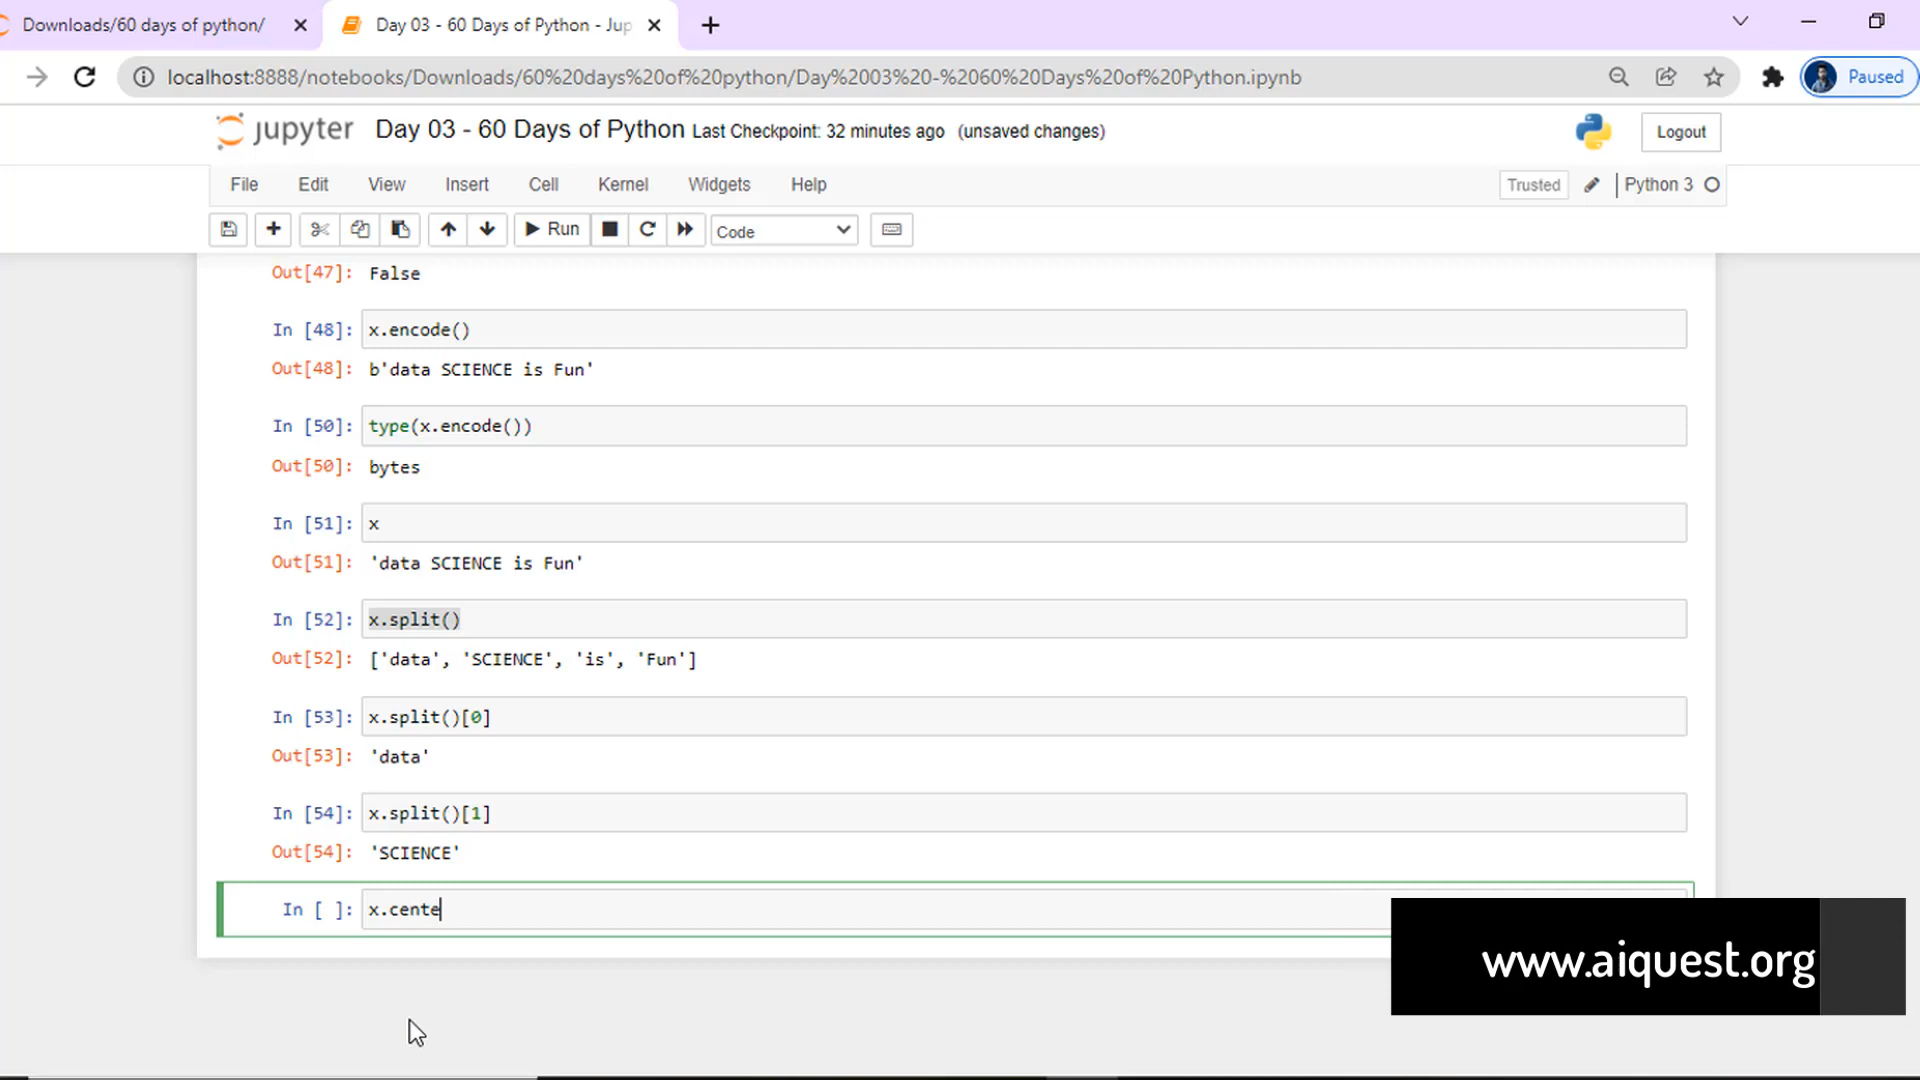 Downloads/60 days of python/
Day 03 - 60 Days of Python - Jup
localhost:8888/notebooks/Downloads/60%20days%20of%20python/Day%2003%20-%2060%20Days%20of%20Python.ipynb
Paused
jupyter Day 03 - 60 Days of Python Last Checkpoint: 32 minutes ago (unsaved changes)
Logout
File Edit View Insert Cell Kernel Widgets Help
Trusted Python 3
Run Code
Out[47]: False
In [48]: x.encode()
Out[48]: b'data SCIENCE is Fun'
In [50]: type(x.encode())
Out[50]: bytes
In [51]: x
Out[51]: 'data SCIENCE is Fun'
In [52]: x.split()
Out[52]: ['data', 'SCIENCE', 'is', 'Fun']
In [53]: x.split()[0]
Out[53]: 'data'
In [54]: x.split()[1]
Out[54]: 'SCIENCE'
In [ ]: x.cente
www.aiquest.org